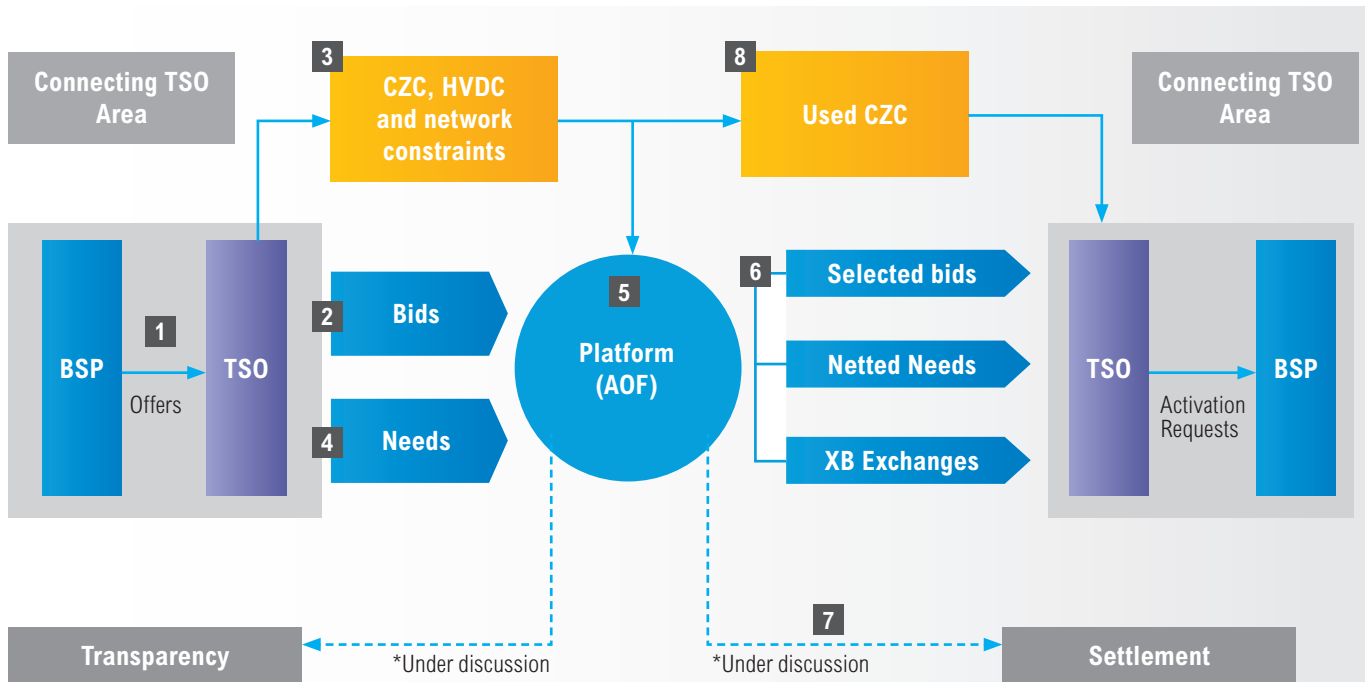 3
8
Connecting TSO
Area
CZC, HVDC
and network
constraints
Used CZC
Connecting TSO
Area
BSP
1
Offers
TSO
2
Bids
4
Needs
5
Platform
(AOF)
6
Selected bids
Netted Needs
XB Exchanges
TSO
Activation
Requests
BSP
7
Transparency
*Under discussion
*Under discussion
Settlement